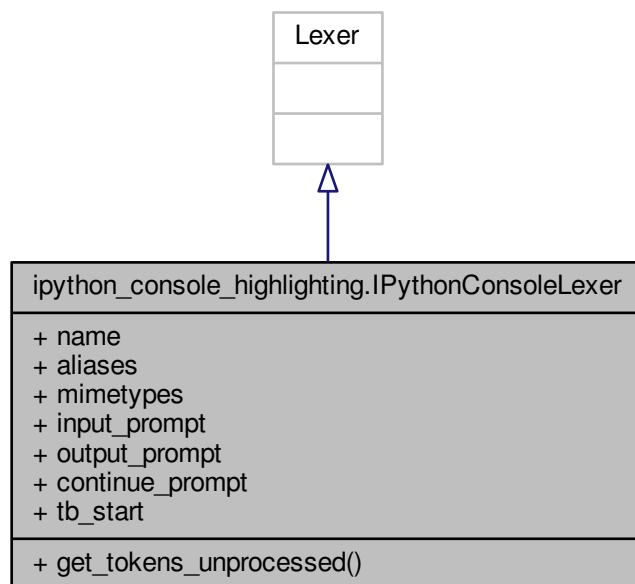 Lexer
ipython_console_highlighting.IPythonConsoleLexer
+ name
+ aliases
+ mimetypes
+ input_prompt
+ output_prompt
+ continue_prompt
+ tb_start
+ get_tokens_unprocessed()